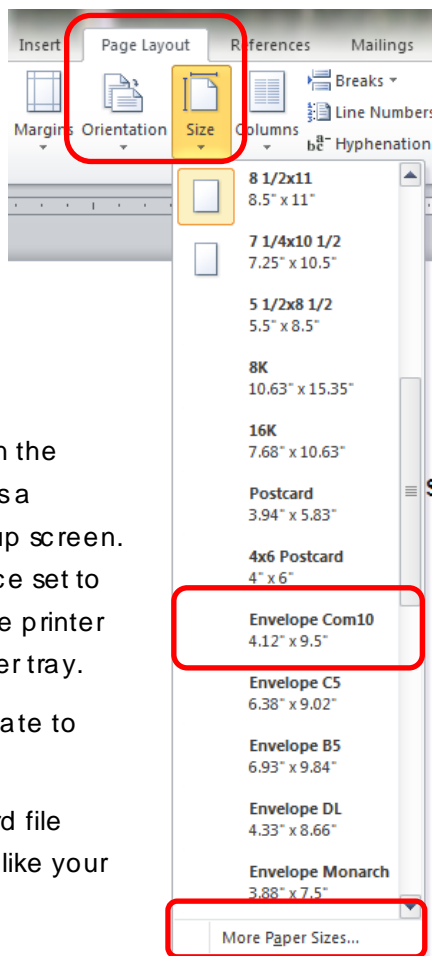 Insert Page Layout References Mailings
Breaks
Line Numbers
Margins Orientation Size Columns
Hyphenation
8 1/2x11
8.5" x 11"
7 1/4x10 1/2
7.25" x 10.5"
5 1/2x8 1/2
5.5" x 8.5"
8K
10.63" x 15.35"
16K
7.68" x 10.63"
Postcard
3.94" x 5.83"
4x6 Postcard
4" x 6"
Envelope Com10
4.12" x 9.5"
Envelope C5
6.38" x 9.02"
Envelope B5
6.93" x 9.84"
Envelope DL
4.33" x 8.66"
Envelope Monarch
3.88" x 7.5"
More Paper Sizes...
n the
s a
up screen.
ce set to
e printer
er tray.
ate to
rd file
like your